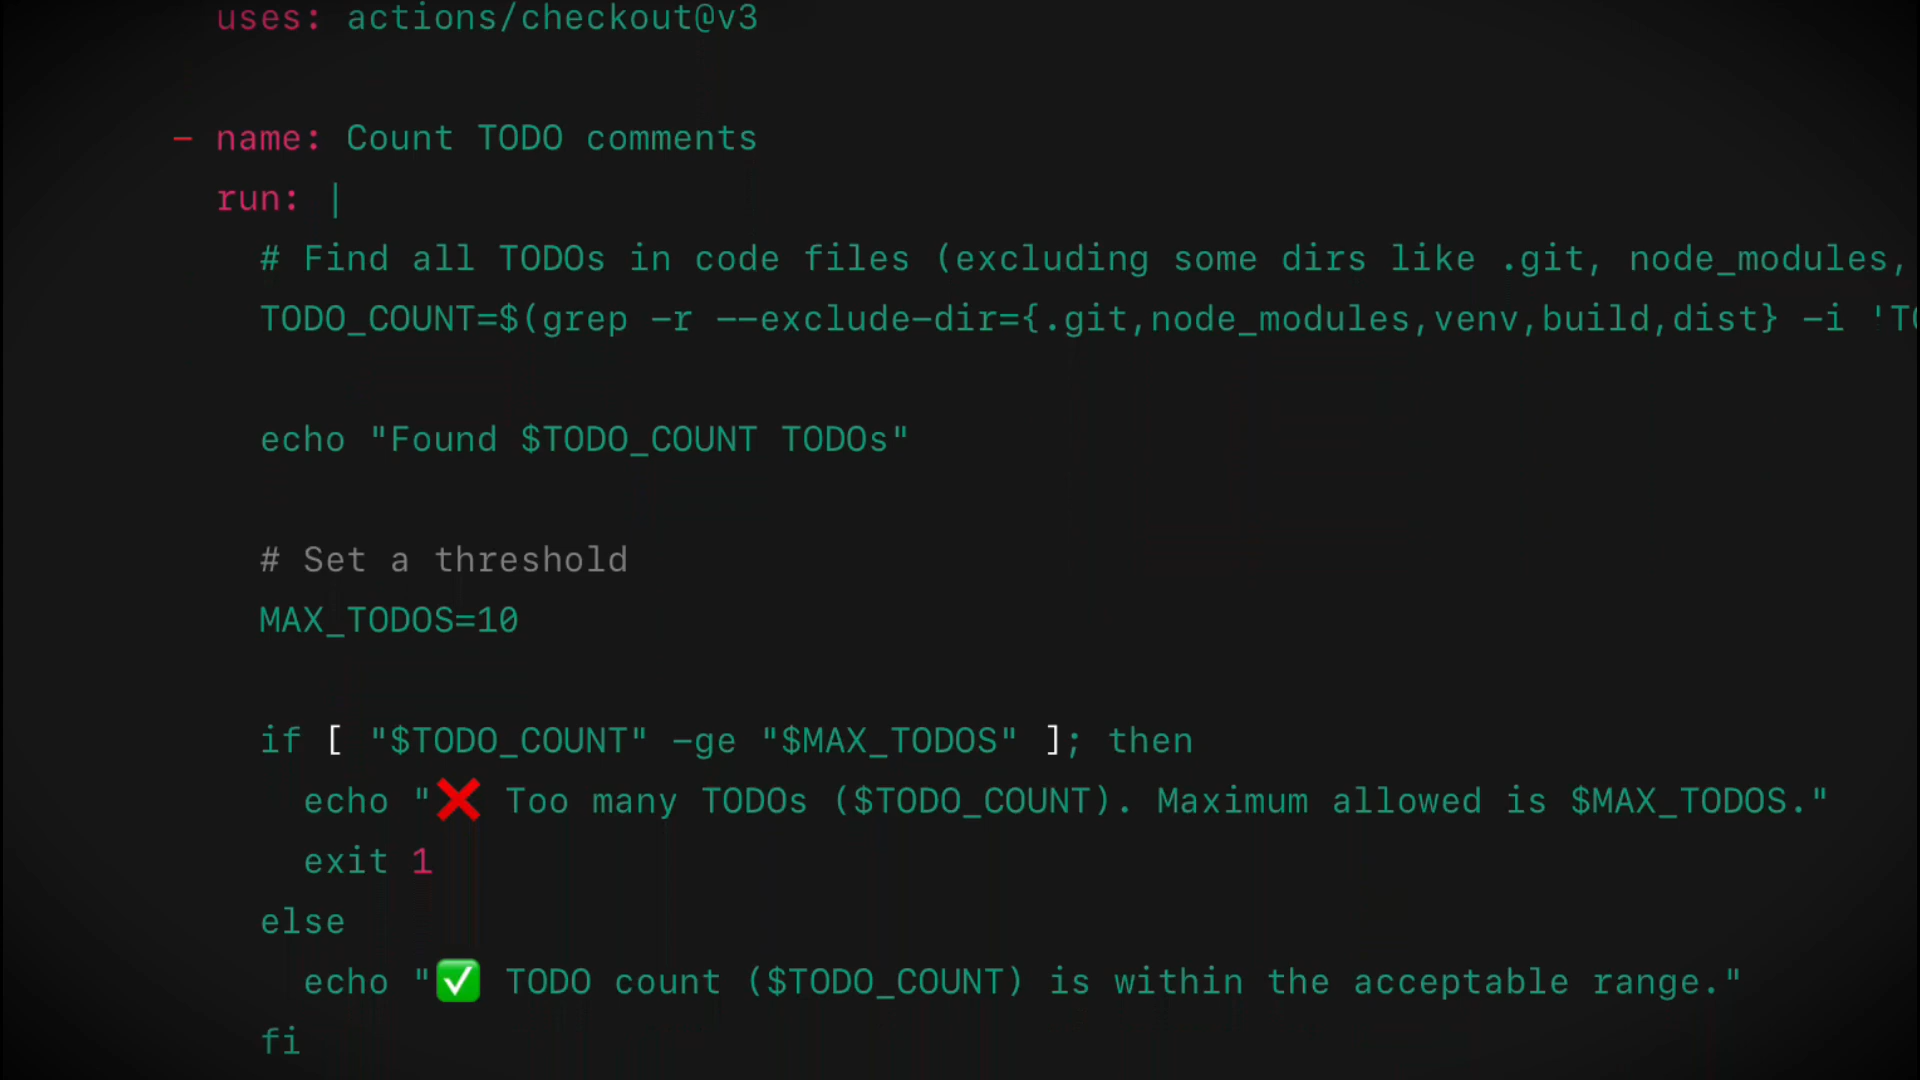 uses: actions/checkout@v3
- name: Count TODO comments
run: |
# Find all TODOs in code files (excluding some dirs like .git, node_modules,
TODO_COUNT=$(grep -r --exclude-dir={.git,node_modules,venv,build,dist} -i 'TO
echo "Found $TODO_COUNT TODOs"
# Set a threshold
MAX_TODOS=10
if [ "$TODO_COUNT" -ge "$MAX_TODOS" ]; then
echo "❌ Too many TODOs ($TODO_COUNT). Maximum allowed is $MAX_TODOS."
exit 1
else
echo "✅ TODO count ($TODO_COUNT) is within the acceptable range."
fi